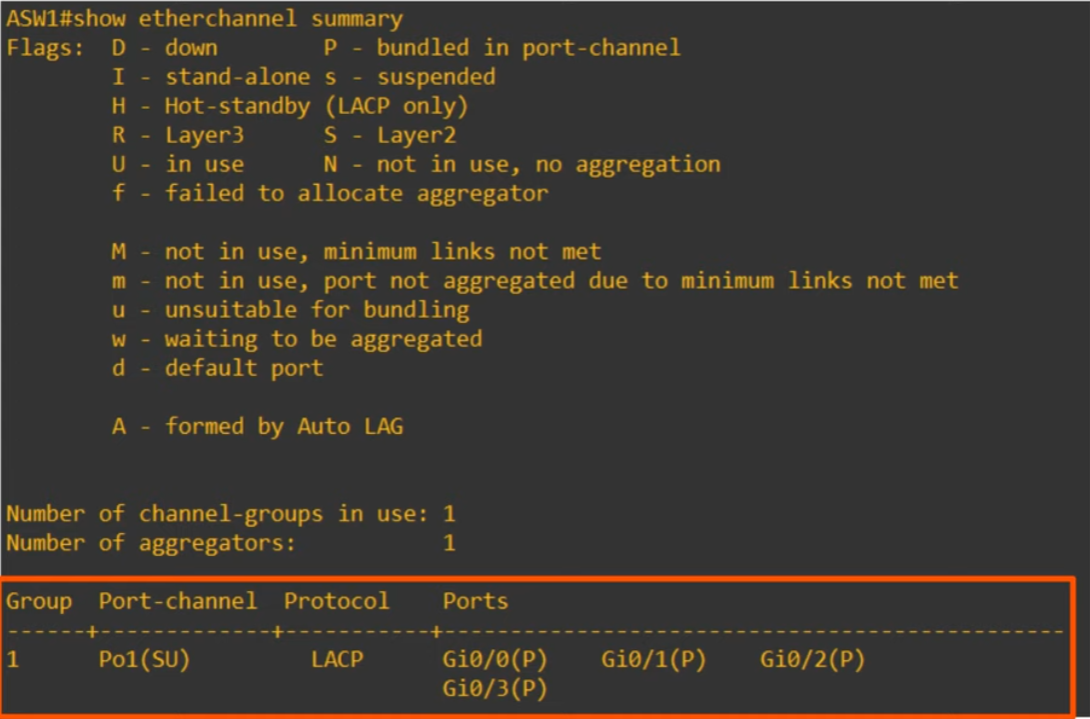 ASW1#show etherchannel summary
Flags:  D - down        P - bundled in port-channel
        I - stand-alone s - suspended
        H - Hot-standby (LACP only)
        R - Layer3      S - Layer2
        U - in use      N - not in use, no aggregation
        f - failed to allocate aggregator
        M - not in use, minimum links not met
        m - not in use, port not aggregated due to minimum links not met
        u - unsuitable for bundling
        w - waiting to be aggregated
        d - default port
        A - formed by Auto LAG
Number of channel-groups in use: 1
Number of aggregators:           1
Group  Port-channel  Protocol    Ports
------+-------------+-----------+-----------------------------------------------
1      Po1(SU)         LACP      Gi0/0(P)    Gi0/1(P)    Gi0/2(P)
                                 Gi0/3(P)